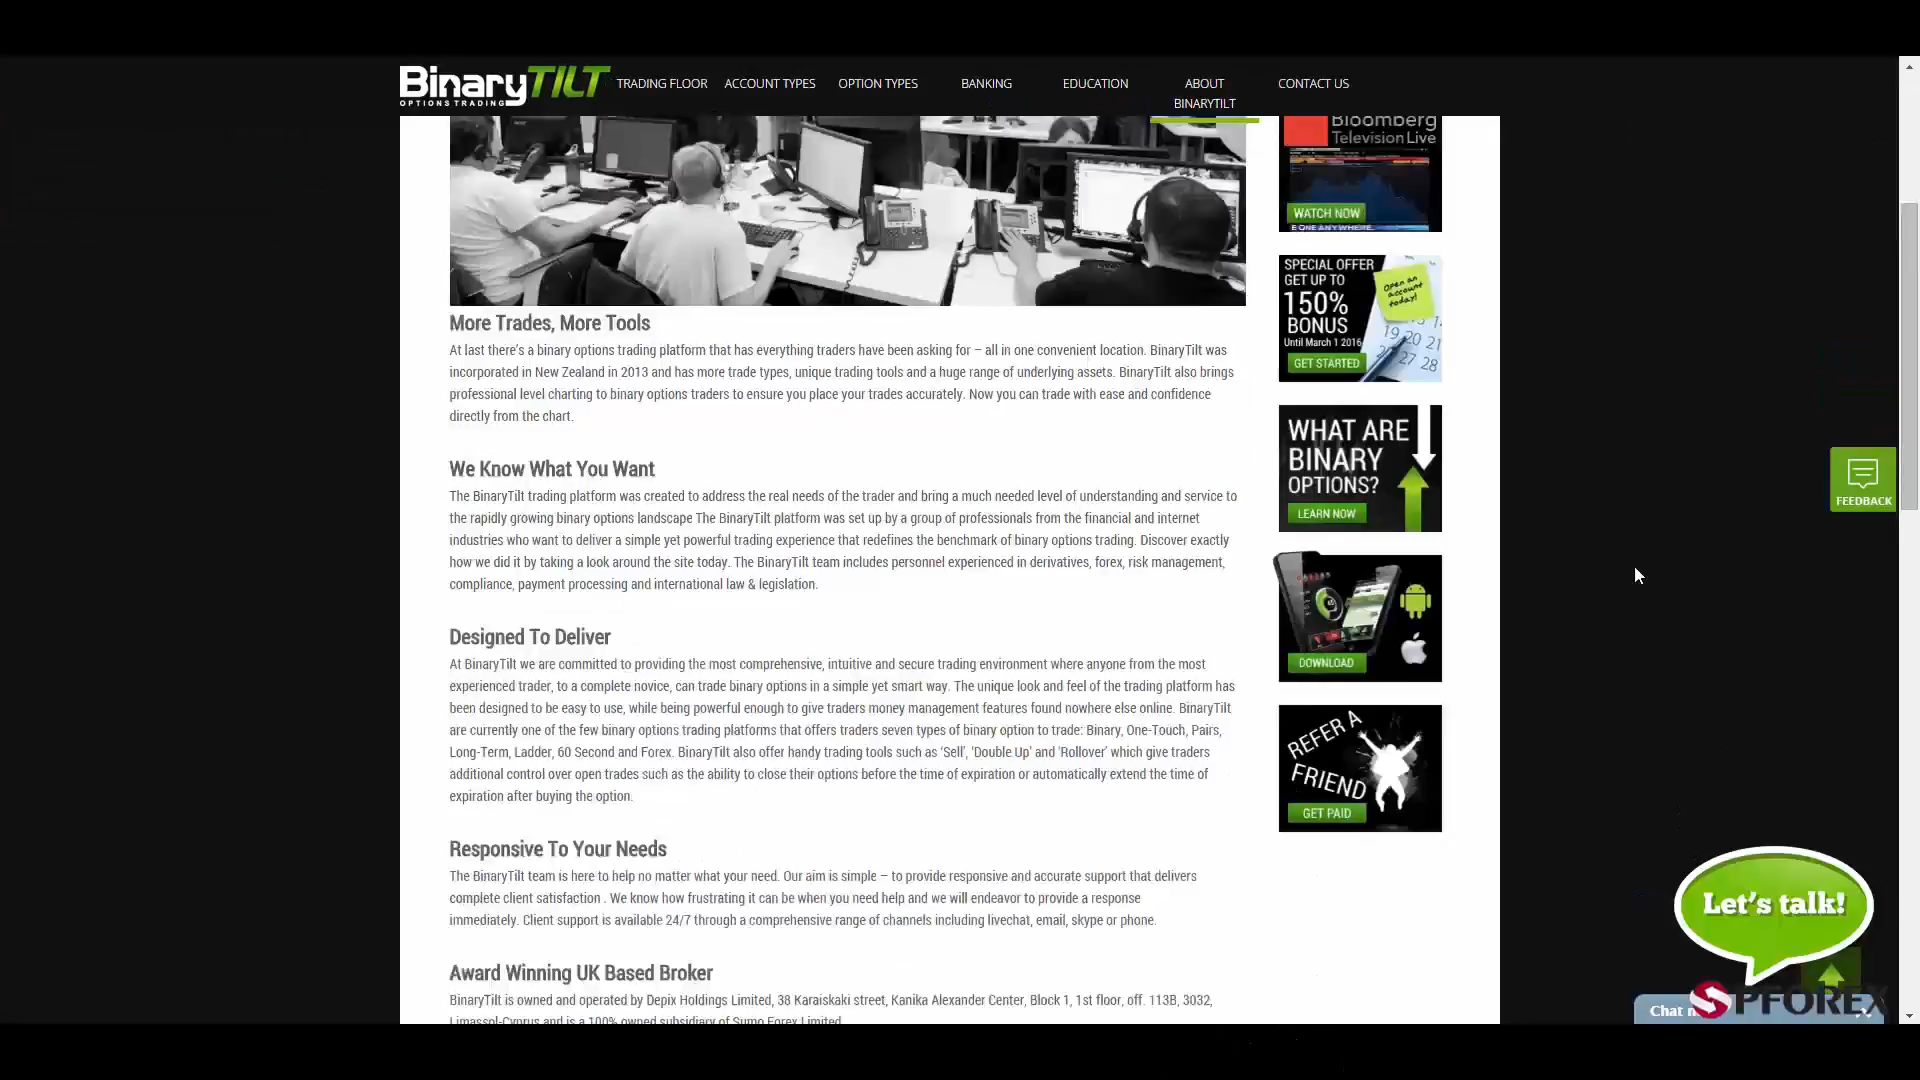 BinaryTILT
OPTIONS TRADING
TRADING FLOOR
ACCOUNT TYPES
OPTION TYPES
BANKING
EDUCATION
ABOUT
BINARYTILT
CONTACT US
More Trades, More Tools
At last there's a binary options trading platform that has everything traders have been asking for – all in one convenient location. BinaryTilt was
incorporated in New Zealand in 2013 and has more trade types, unique trading tools and a huge range of underlying assets. BinaryTilt also brings
professional level charting to binary options traders to ensure you place your trades accurately. Now you can trade with ease and confidence
directly from the chart.
We Know What You Want
The BinaryTilt trading platform was created to address the real needs of the trader and bring a much needed level of understanding and service to
the rapidly growing binary options landscape The BinaryTilt platform was set up by a group of professionals from the financial and internet
industries who want to deliver a simple yet powerful trading experience that redefines the benchmark of binary options trading. Discover exactly
how we did it by taking a look around the site today. The BinaryTilt team includes personnel experienced in derivatives, forex, risk management,
compliance, payment processing and international law & legislation.
Designed To Deliver
At BinaryTilt we are committed to providing the most comprehensive, intuitive and secure trading environment where anyone from the most
experienced trader, to a complete novice, can trade binary options in a simple yet smart way. The unique look and feel of the trading platform has
been designed to be easy to use, while being powerful enough to give traders money management features found nowhere else online. BinaryTilt
are currently one of the few binary options trading platforms that offers traders seven types of binary option to trade: Binary, One-Touch, Pairs,
Long-Term, Ladder, 60 Second and Forex. BinaryTilt also offer handy trading tools such as ‘Sell’, ‘Double Up’ and ‘Rollover’ which give traders
additional control over open trades such as the ability to close their options before the time of expiration or automatically extend the time of
expiration after buying the option.
Responsive To Your Needs
The BinaryTilt team is here to help no matter what your need. Our aim is simple – to provide responsive and accurate support that delivers
complete client satisfaction . We know how frustrating it can be when you need help and we will endeavor to provide a response
immediately. Client support is available 24/7 through a comprehensive range of channels including livechat, email, skype or phone.
Award Winning UK Based Broker
BinaryTilt is owned and operated by Depix Holdings Limited, 38 Karaiskaki street, Kanika Alexander Center, Block 1, 1st floor, off. 113B, 3032,
Limassol-Cyprus and is a 100% owned subsidiary of Sumo Forex Limited
Bloomberg
Television Live
WATCH NOW
E ONE ANYWHERE.
SPECIAL OFFER
GET UP TO
150%
BONUS
Until March 1 2016
GET STARTED
Open an
account
today!
19 20 21
27 28
WHAT ARE
BINARY
OPTIONS?
LEARN NOW
DOWNLOAD
REFER A
FRIEND
GET PAID
FEEDBACK
Let's talk!
Chat
SPFOREX